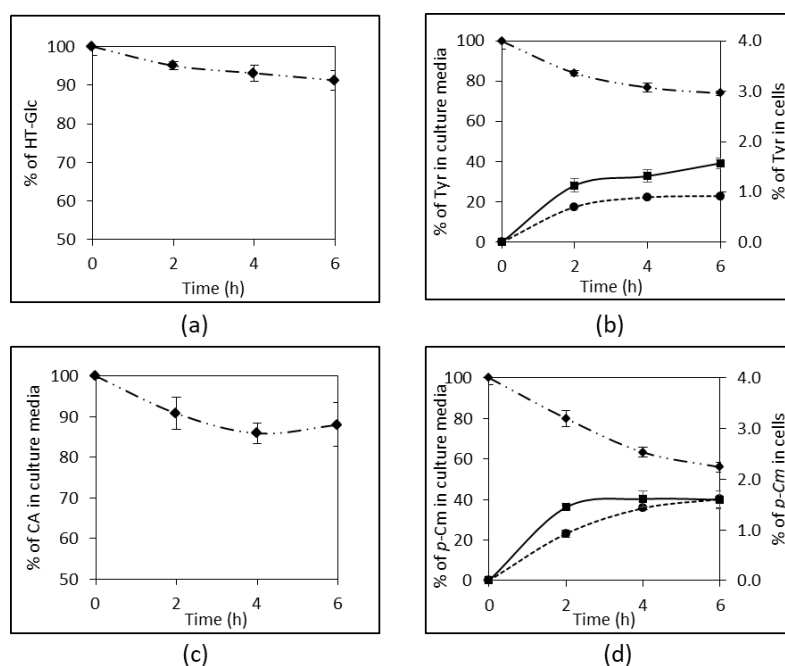 100
90
80
70
60
50
% of HT-Glc
0 2 4 6
Time (h)
(a)
100
80
60
40
20
0
% of Tyr in culture media
4.0
3.0
2.0
1.0
0.0
% of Tyr in cells
0 2 4 6
Time (h)
(b)
100
90
80
70
60
50
% of CA in culture media
0 2 4 6
Time (h)
(c)
100
80
60
40
20
0
% of p-Cm in culture media
4.0
3.0
2.0
1.0
0.0
% of p-Cm in cells
0 2 4 6
Time (h)
(d)